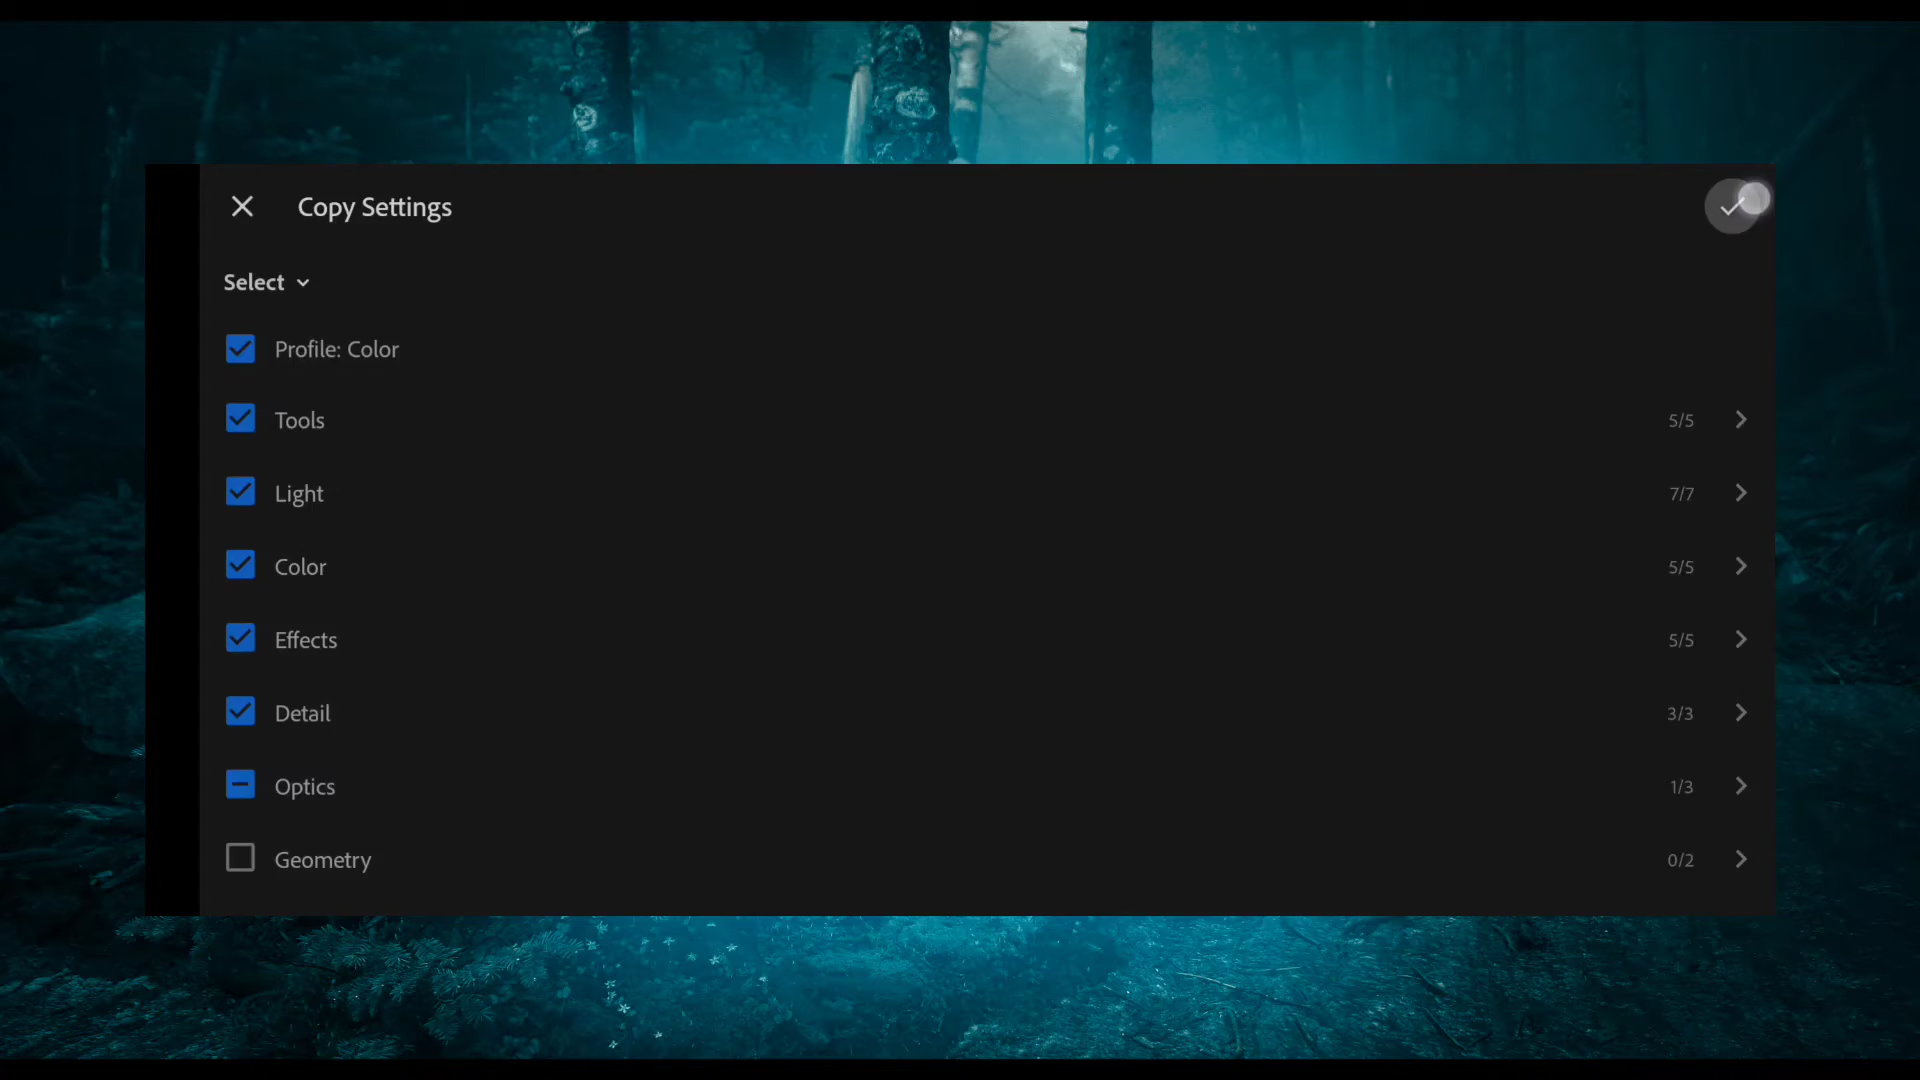 Copy Settings
Select
Profile: Color
Tools 5/5
Light 7/7
Color 5/5
Effects 5/5
Detail 3/3
Optics 1/3
Geometry 0/2